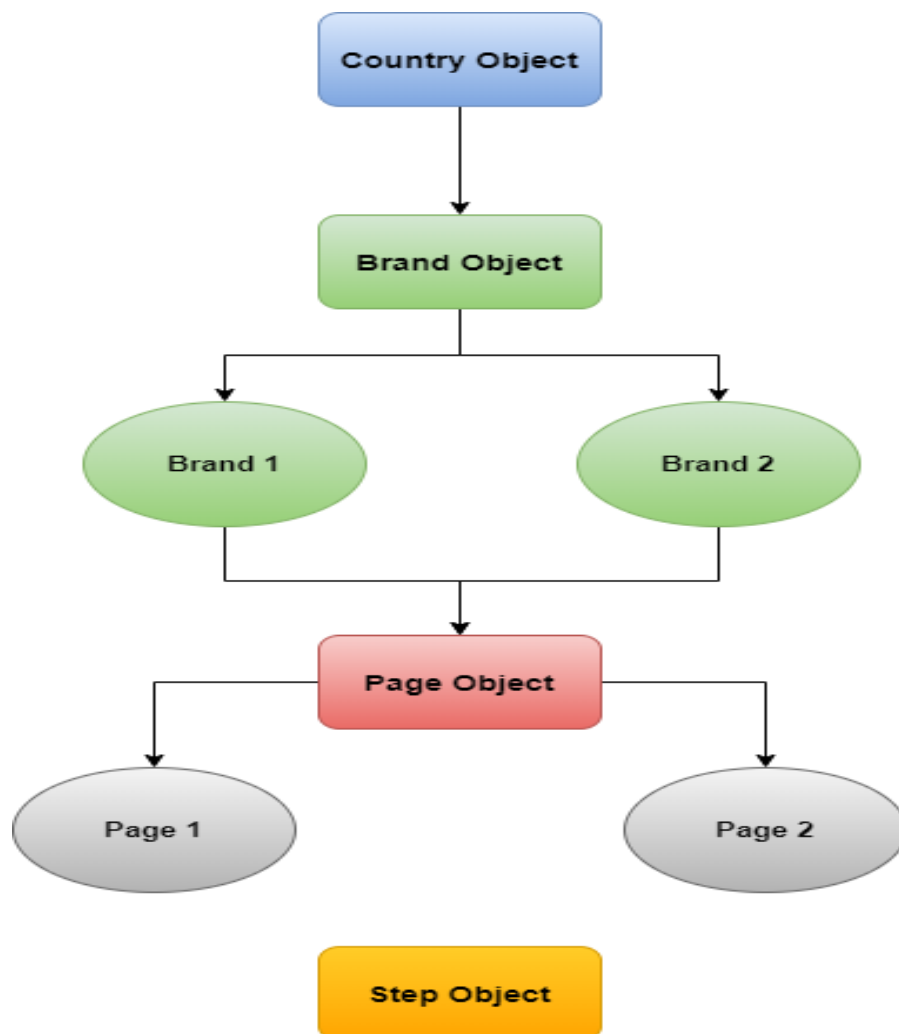 Country Object
Brand Object
Brand 1
Brand 2
Page Object
Page 1
Page 2
Step Object